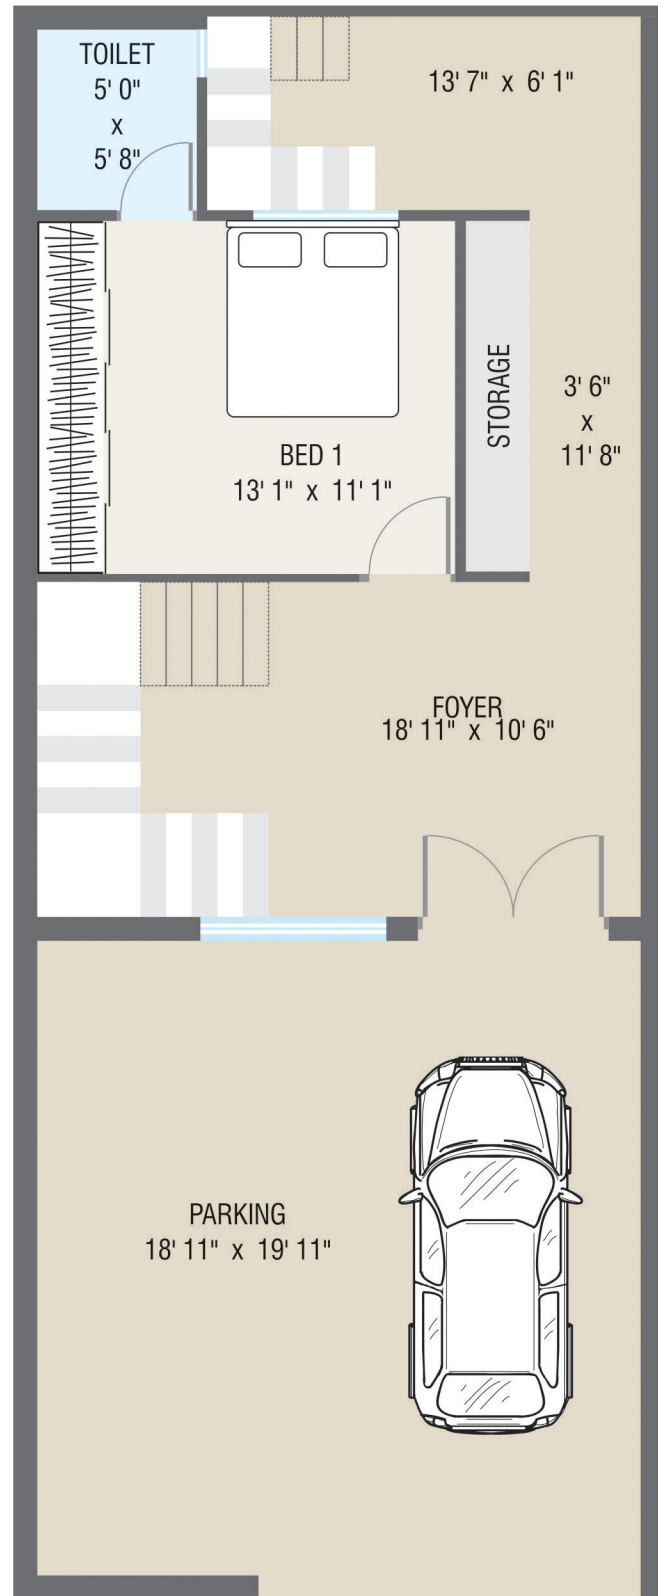 TOILET
5' 0"
x
5' 8"
13' 7" x 6' 1"
STORAGE
3' 6"
x
11' 8"
BED 1
13' 1" x 11' 1"
FOYER
18' 11" x 10' 6"
PARKING
18' 11" x 19' 11"